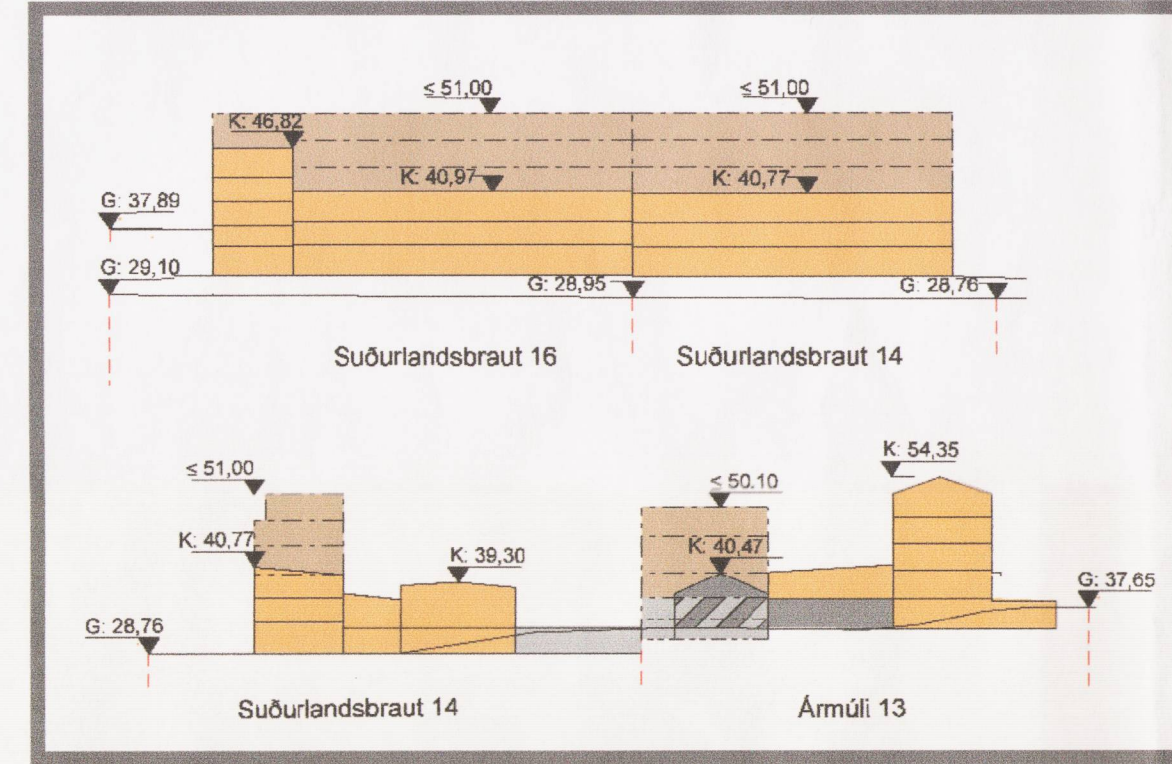 ≤ 51,00 ≤ 51,00
K: 46,82
K: 40,97 K: 40,77
G: 37,89
G: 29,10
G: 28,95 G: 28,76
Suðurlandsbraut 16 Suðurlandsbraut 14
K: 54,35
≤ 51,00
≤ 50.10
K: 40,77 K: 39,30 K: 40,47
G: 37,65
G: 28,76
Suðurlandsbraut 14 Ármúli 13